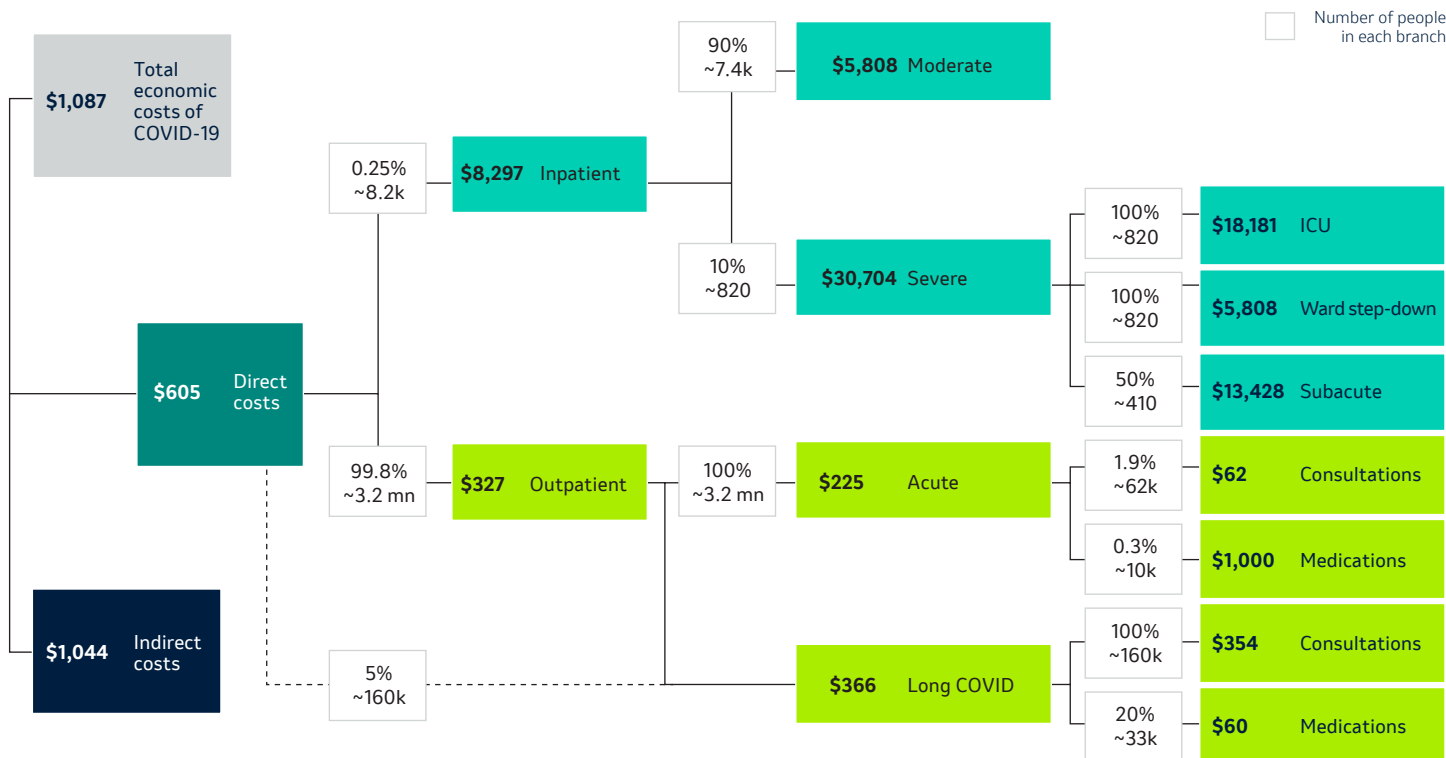 Number of people
in each branch
$1,087 Total
economic
costs of
COVID-19
$605 Direct
costs
$1,044 Indirect
costs
0.25%
~8.2k
$8,297 Inpatient
90%
~7.4k
$5,808 Moderate
10%
~820
$30,704 Severe
100%
~820
$18,181 ICU
100%
~820
$5,808 Ward step-down
50%
~410
$13,428 Subacute
99.8%
~3.2 mn
$327 Outpatient
100%
~3.2 mn
$225 Acute
1.9%
~62k
$62 Consultations
0.3%
~10k
$1,000 Medications
5%
~160k
$366 Long COVID
100%
~160k
$354 Consultations
20%
~33k
$60 Medications